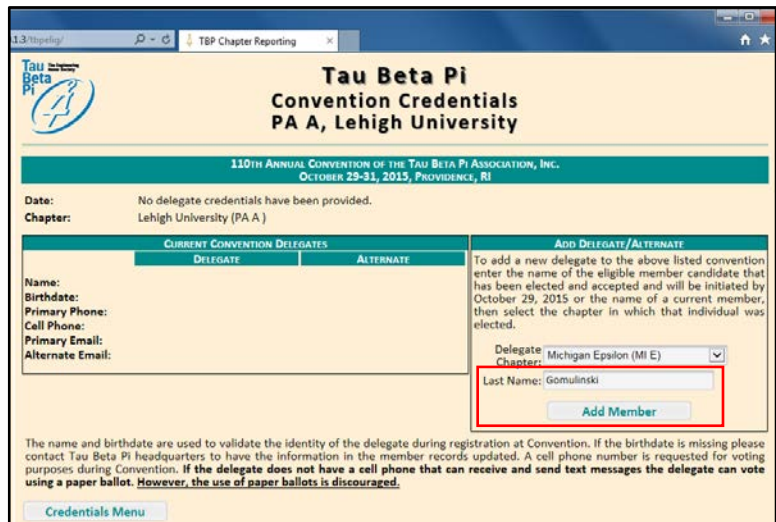 1.3/tbpelig/
TBP Chapter Reporting
Tau The Engineering
Beta Honor Society
Pi
Tau Beta Pi
Convention Credentials
PA A, Lehigh University
110th Annual Convention of the Tau Beta Pi Association, Inc.
October 29-31, 2015, Providence, RI
Date: No delegate credentials have been provided.
Chapter: Lehigh University (PA A )
Current Convention Delegates
Delegate Alternate
Name:
Birthdate:
Primary Phone:
Cell Phone:
Primary Email:
Alternate Email:
Add Delegate/Alternate
To add a new delegate to the above listed convention
enter the name of the eligible member candidate that
has been elected and accepted and will be initiated by
October 29, 2015 or the name of a current member,
then select the chapter in which that individual was
elected.
Delegate
Chapter: Michigan Epsilon (MI E)
Last Name: Gomulinski
Add Member
The name and birthdate are used to validate the identity of the delegate during registration at Convention. If the birthdate is missing please
contact Tau Beta Pi headquarters to have the information in the member records updated. A cell phone number is requested for voting
purposes during Convention. If the delegate does not have a cell phone that can receive and send text messages the delegate can vote
using a paper ballot. However, the use of paper ballots is discouraged.
Credentials Menu